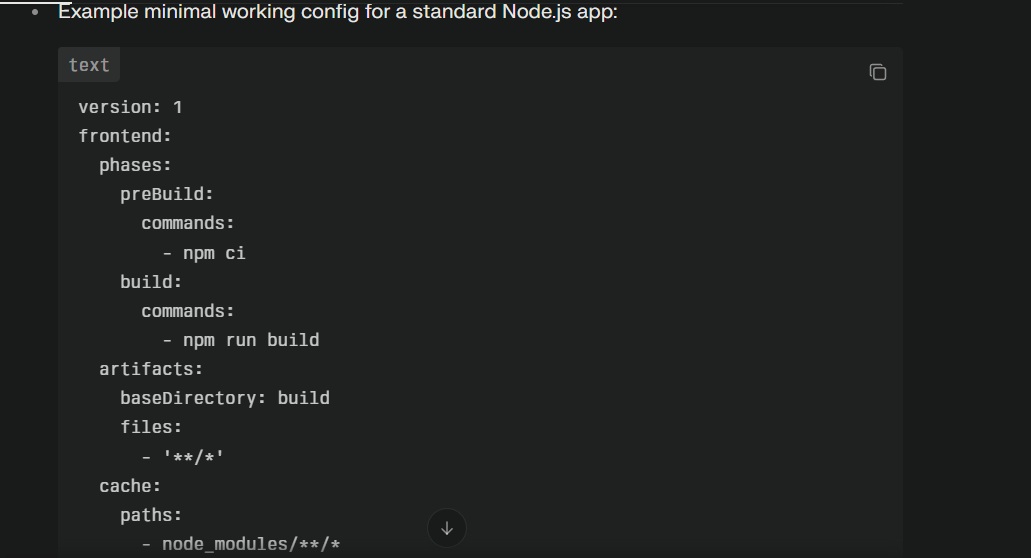 Example minimal working config for a standard Node.js app:
text
version: 1
frontend:
  phases:
    preBuild:
      commands:
        - npm ci
    build:
      commands:
        - npm run build
  artifacts:
    baseDirectory: build
    files:
      - '**/*'
  cache:
    paths:
      - node_modules/**/*